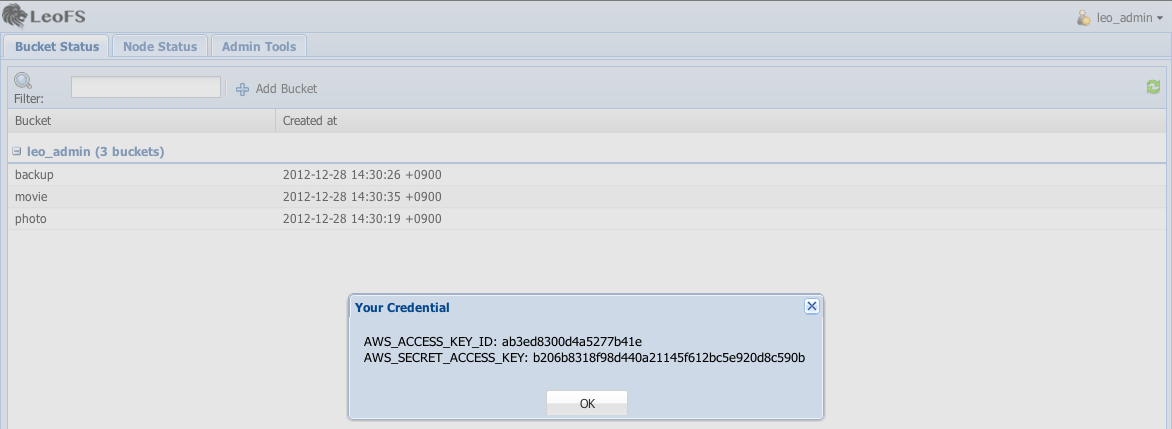 LeoFS
leo_admin
Bucket Status Node Status Admin Tools
Filter:
Add Bucket
Bucket Created at
leo_admin (3 buckets)
backup 2012-12-28 14:30:26 +0900
movie 2012-12-28 14:30:35 +0900
photo 2012-12-28 14:30:19 +0900
Your Credential
AWS_ACCESS_KEY_ID: ab3ed8300d4a5277b41e
AWS_SECRET_ACCESS_KEY: b206b8318f98d440a21145f612bc5e920d8c590b
OK